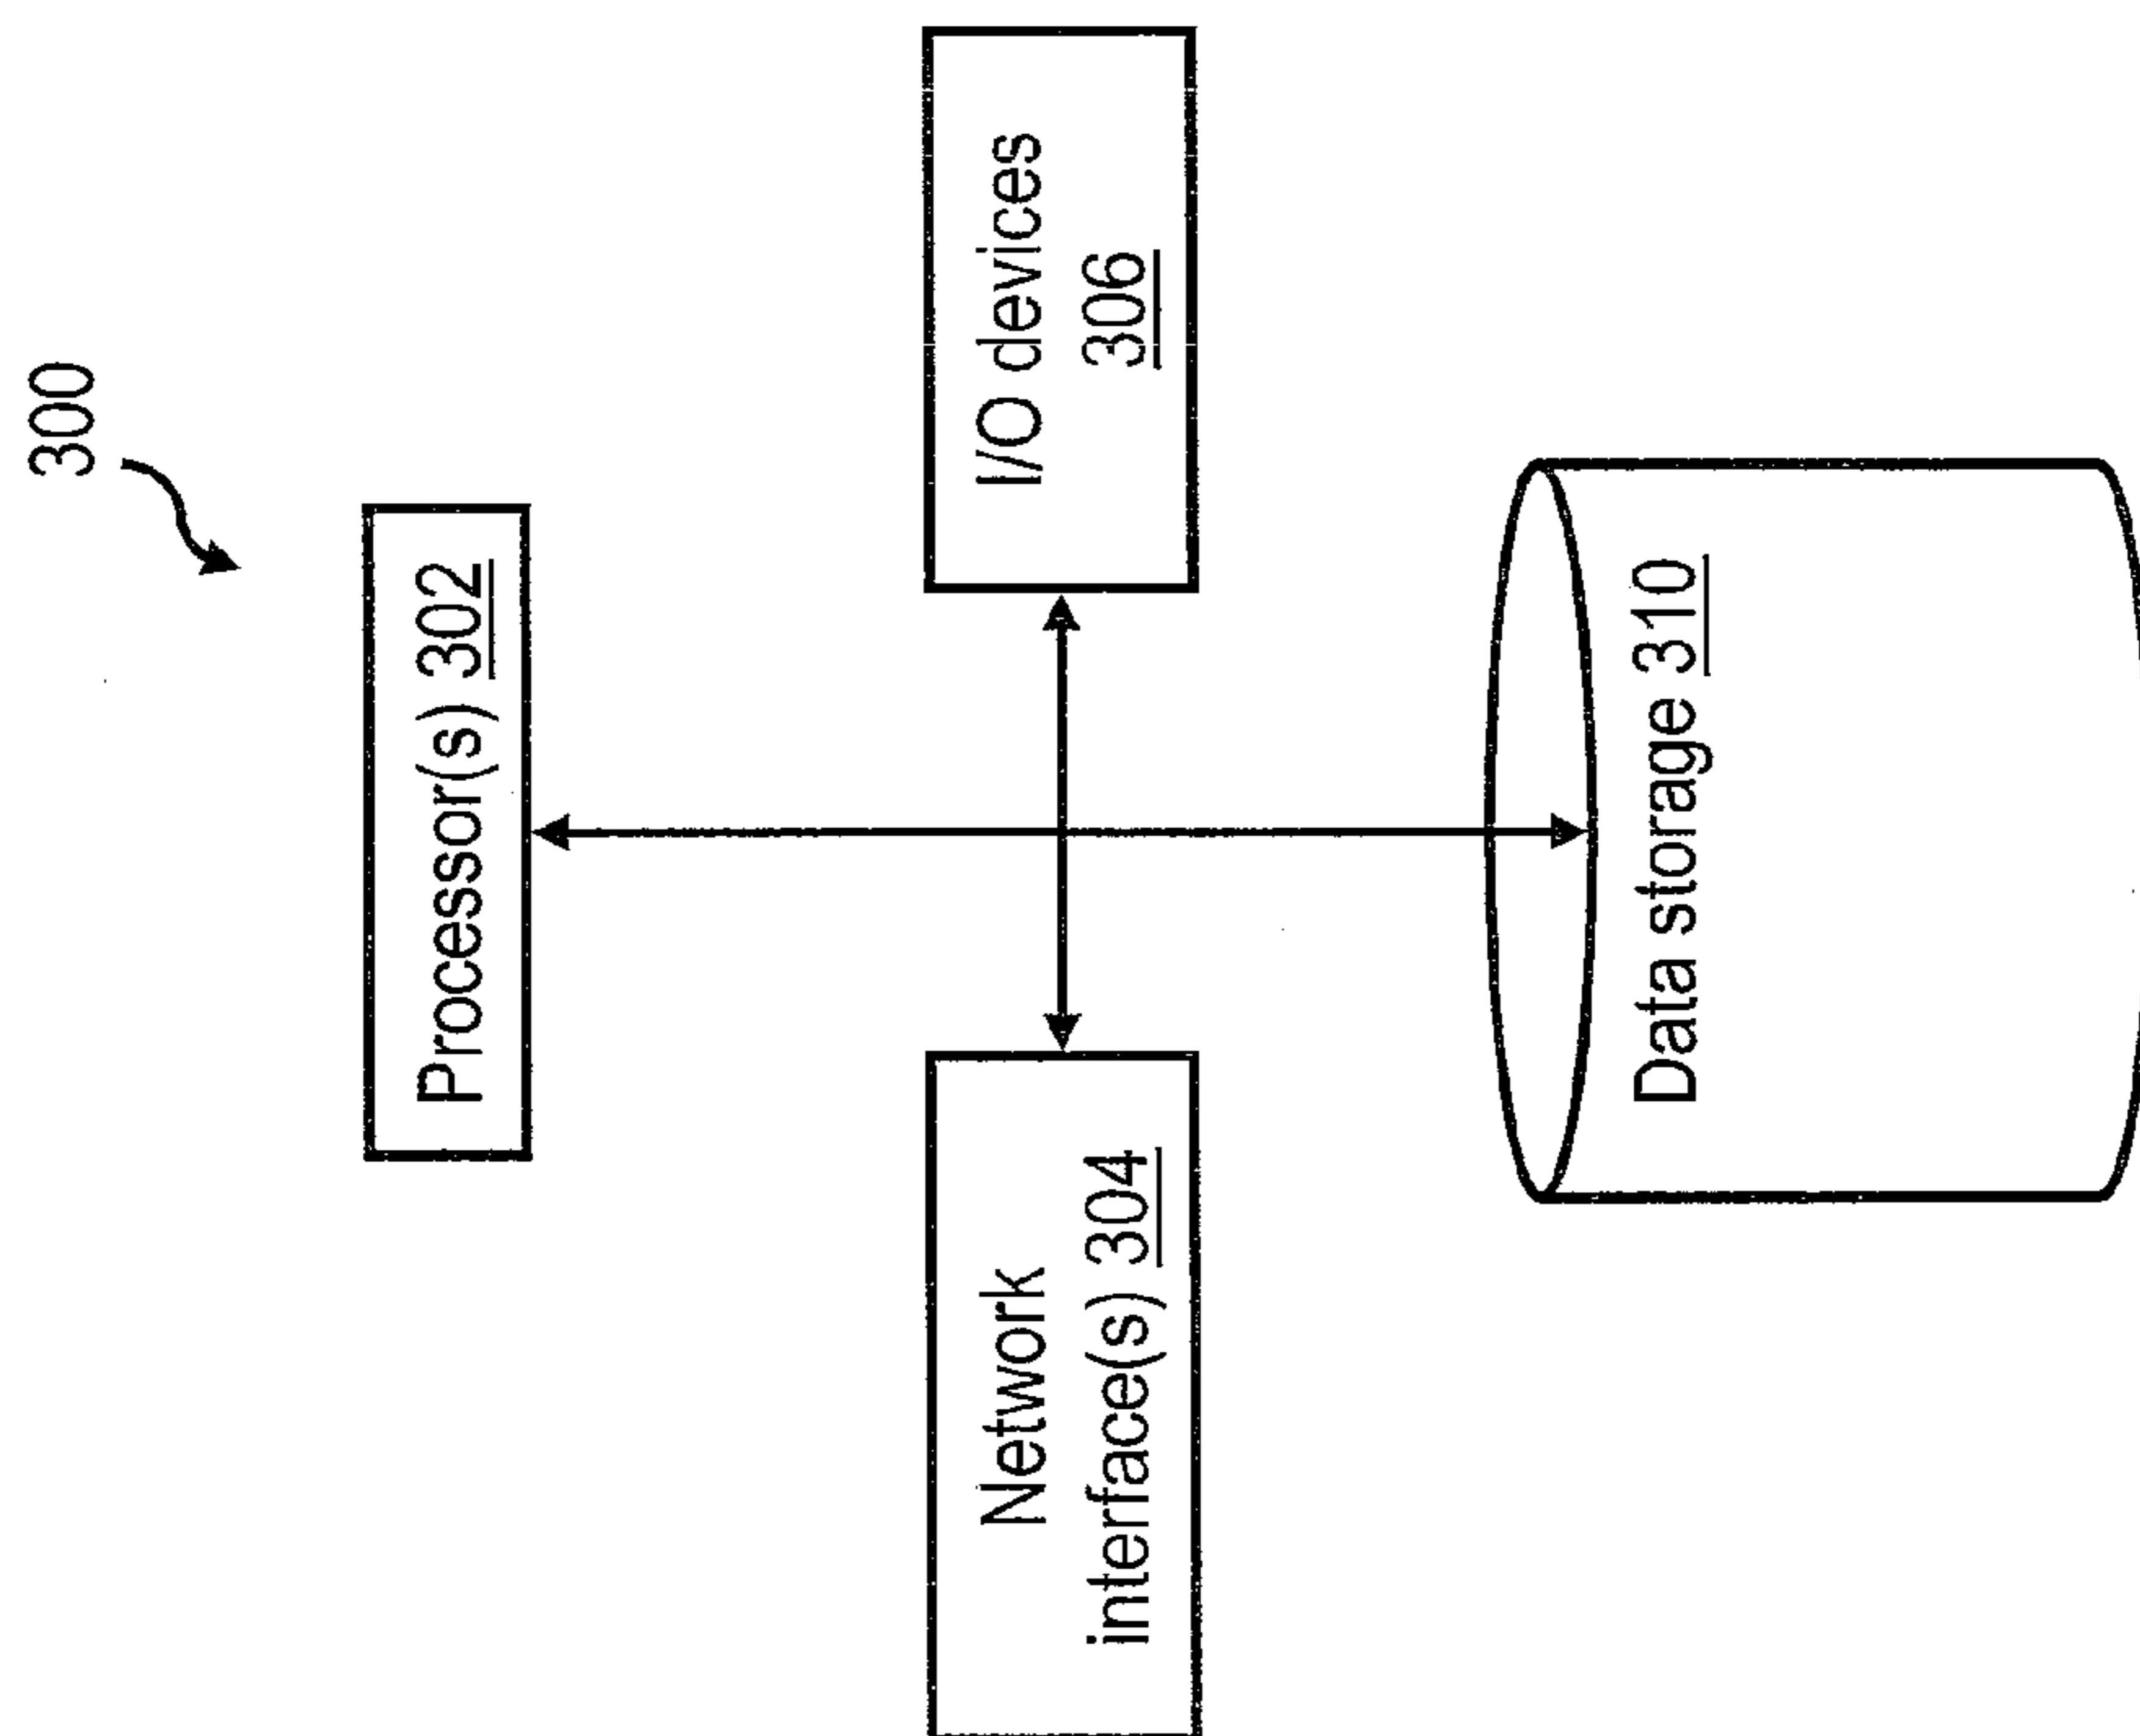 300
Processor(s) 302
Network
interface(s) 304
I/O devices
306
Data storage 310